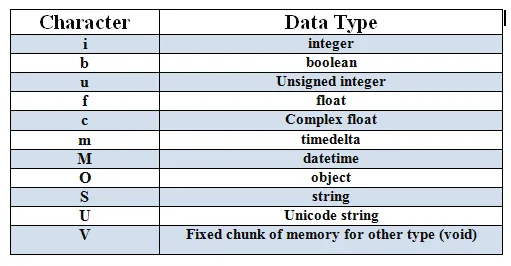 Character Data Type
i integer
b boolean
u Unsigned integer
f float
c Complex float
m timedelta
M datetime
O object
S string
U Unicode string
V Fixed chunk of memory for other type (void)